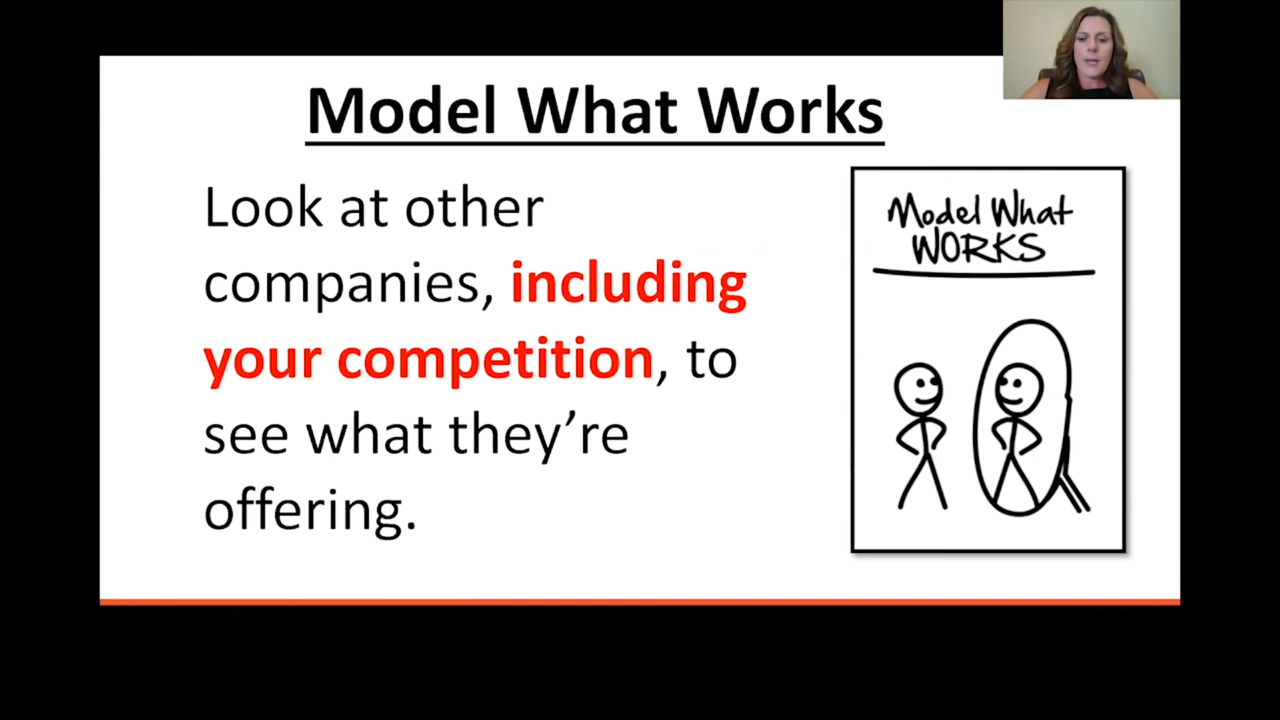 Model What Works
Look at other
companies, including
your competition, to
see what they’re
offering.
Model What
WORKS